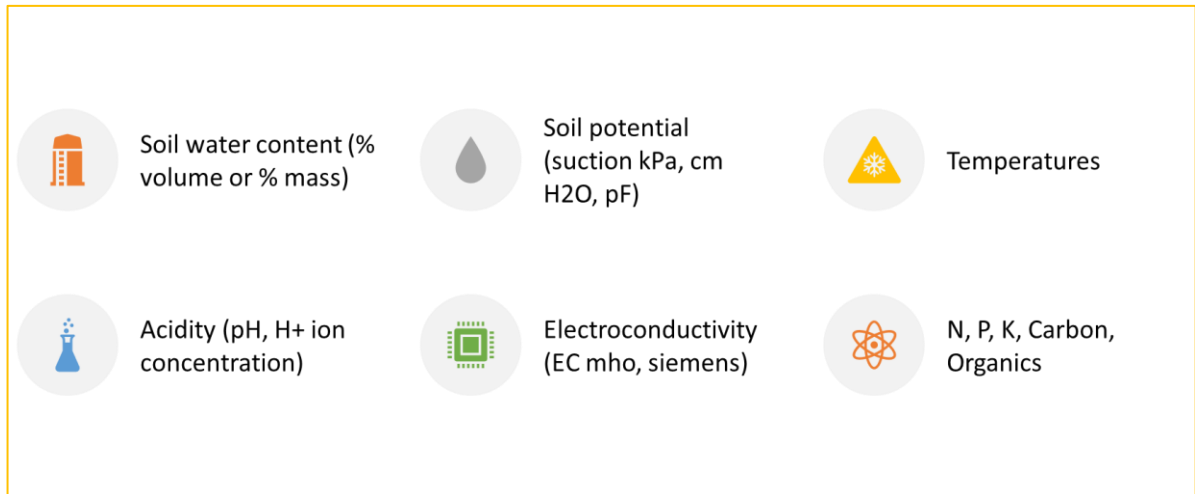 Soil water content (%
volume or % mass)
Soil potential
(suction kPa, cm
H2O, pF)
Temperatures
Acidity (pH, H+ ion
concentration)
Electroconductivity
(EC mho, siemens)
N, P, K, Carbon,
Organics